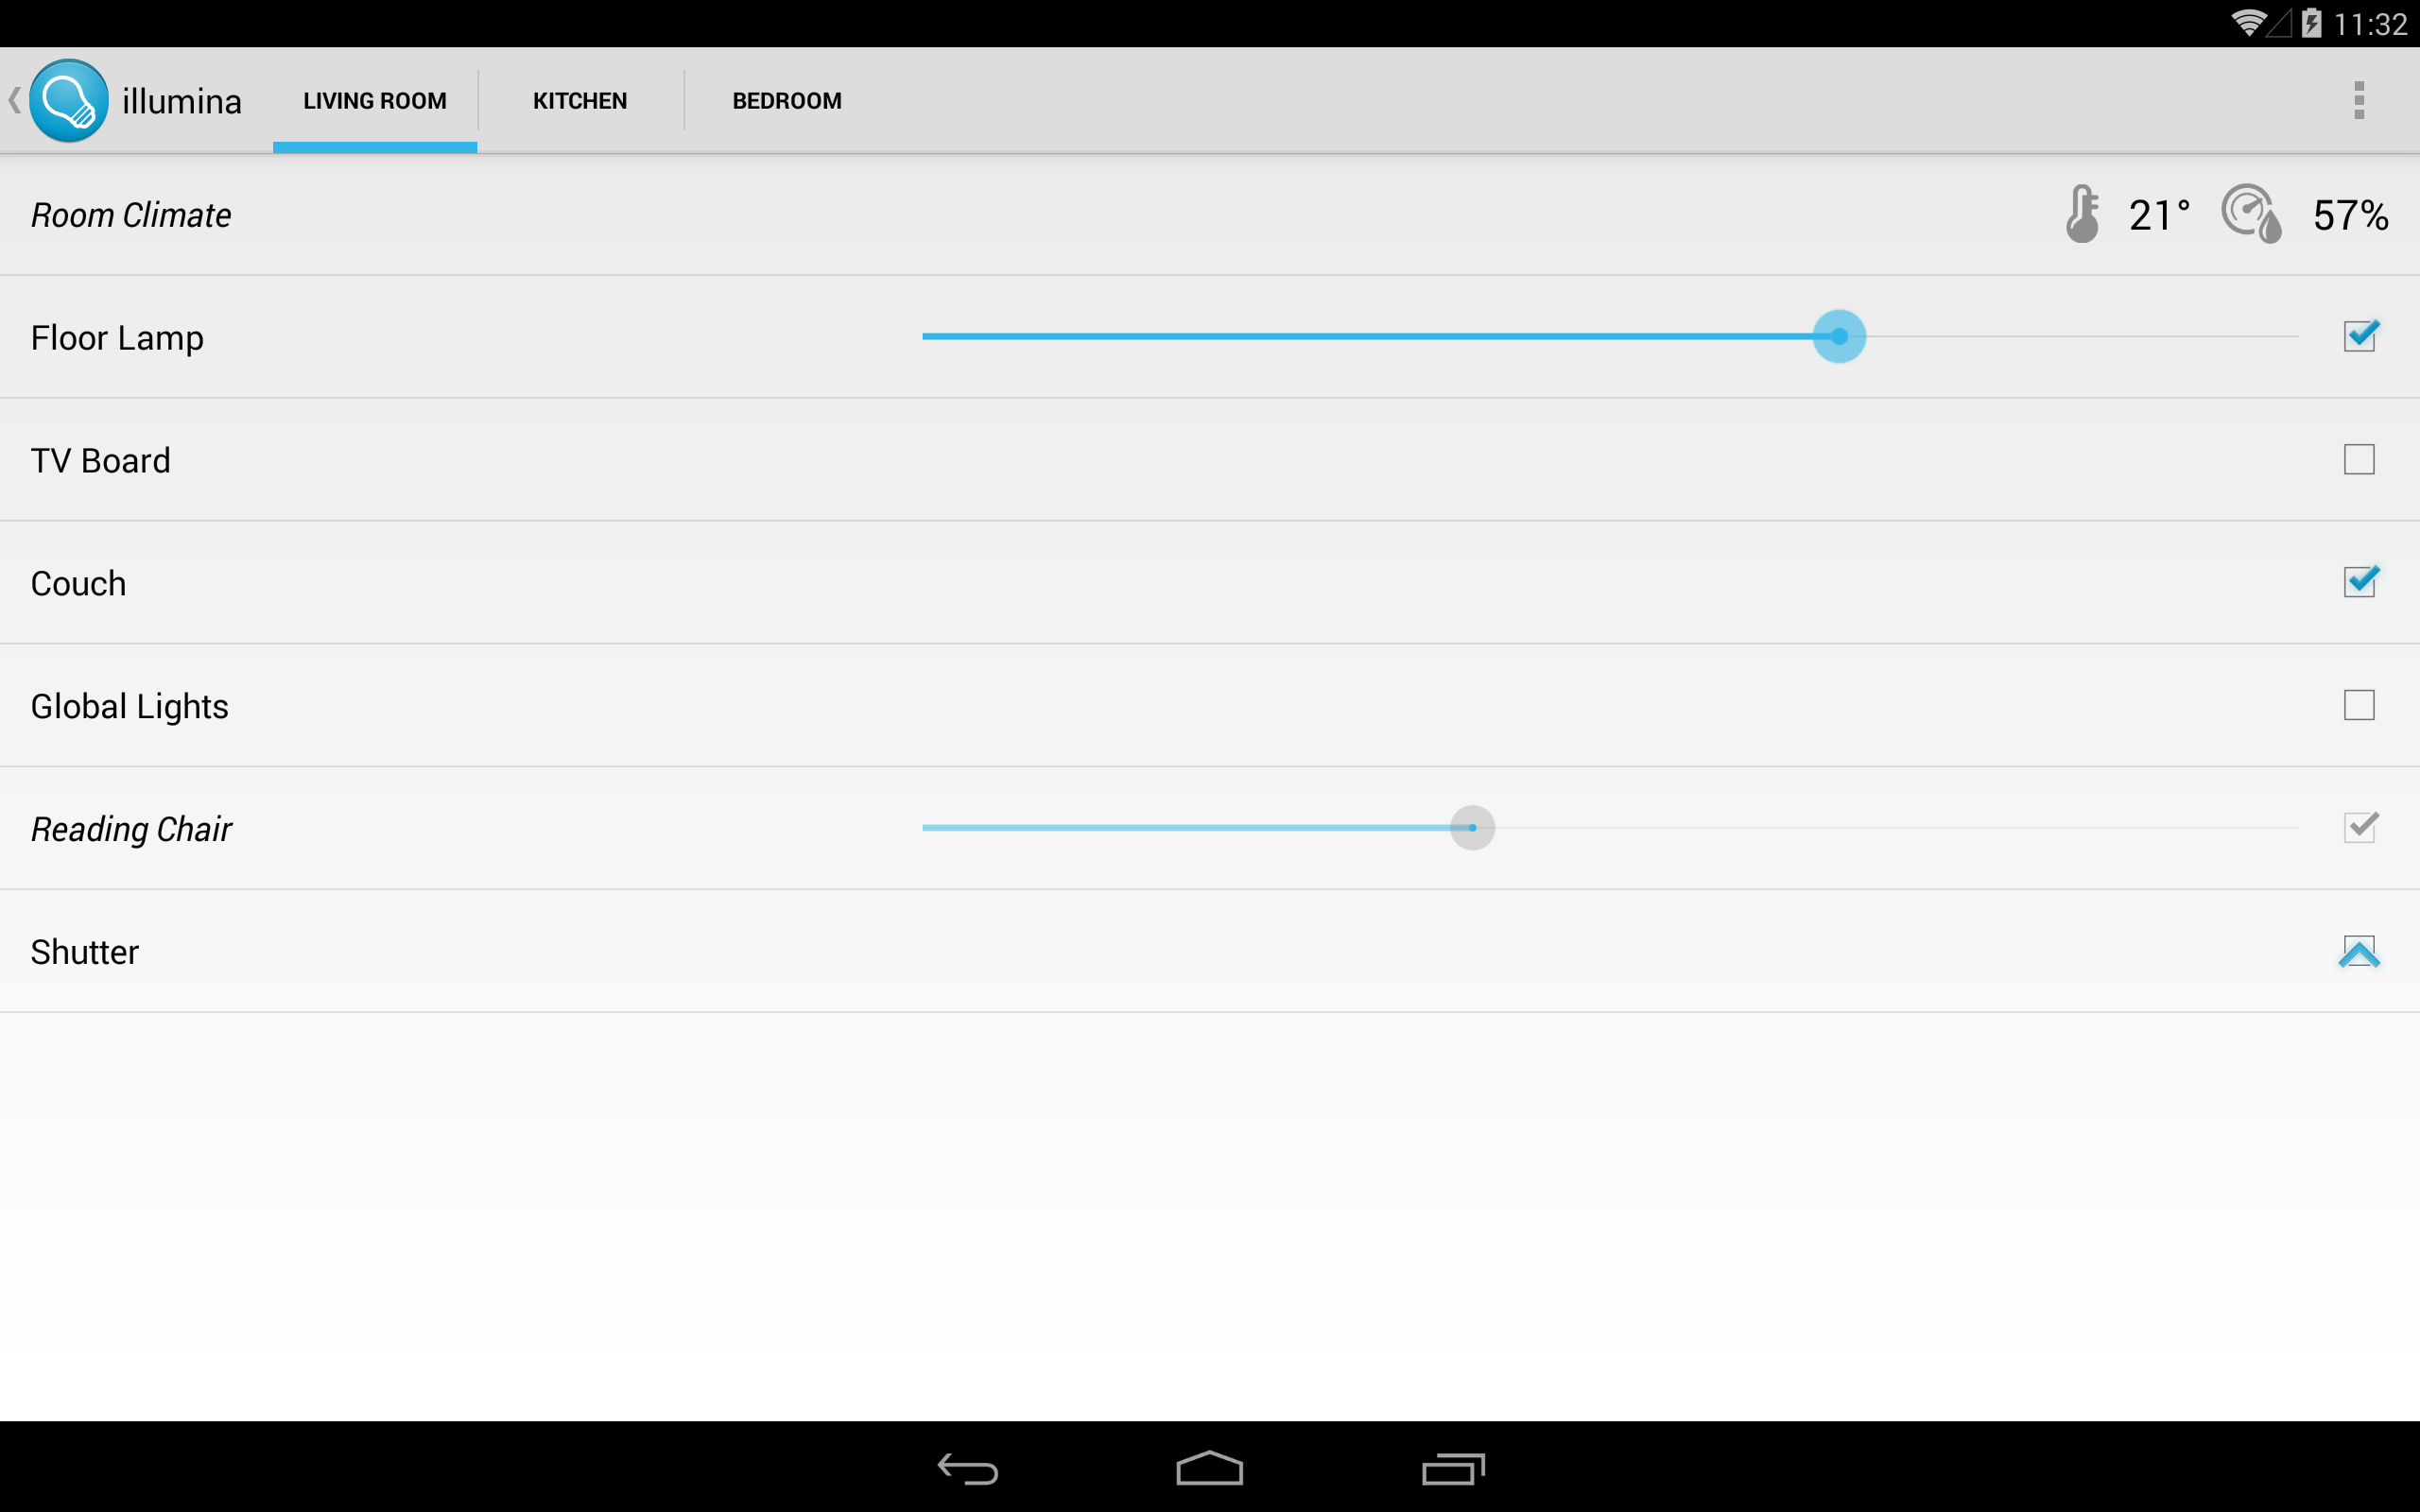 11:32
illumina LIVING ROOM KITCHEN BEDROOM
Room Climate 21° 57%
Floor Lamp
TV Board
Couch
Global Lights
Reading Chair
Shutter